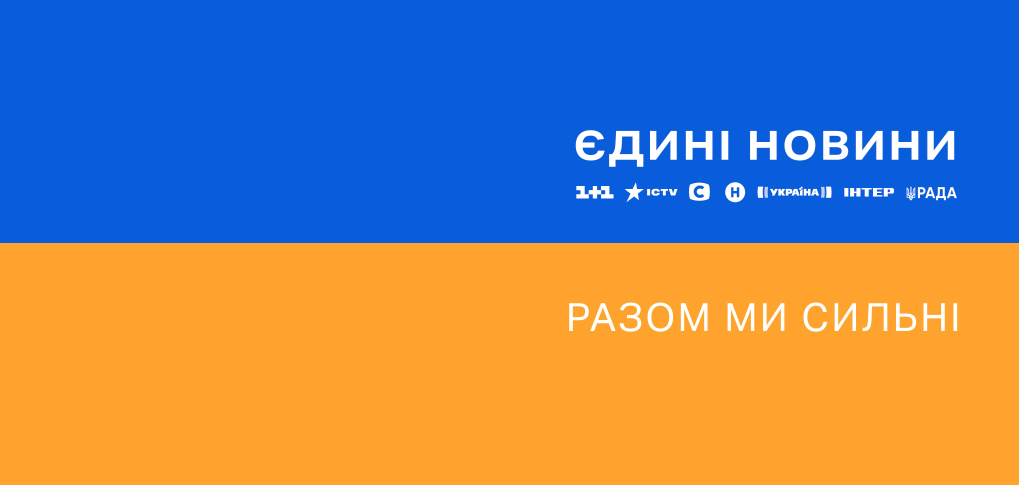 ЄДИНІ НОВИНИ
1+1 ICTV С Н УКРАЇНА ІНТЕР РАДА
РАЗОМ МИ СИЛЬНІ